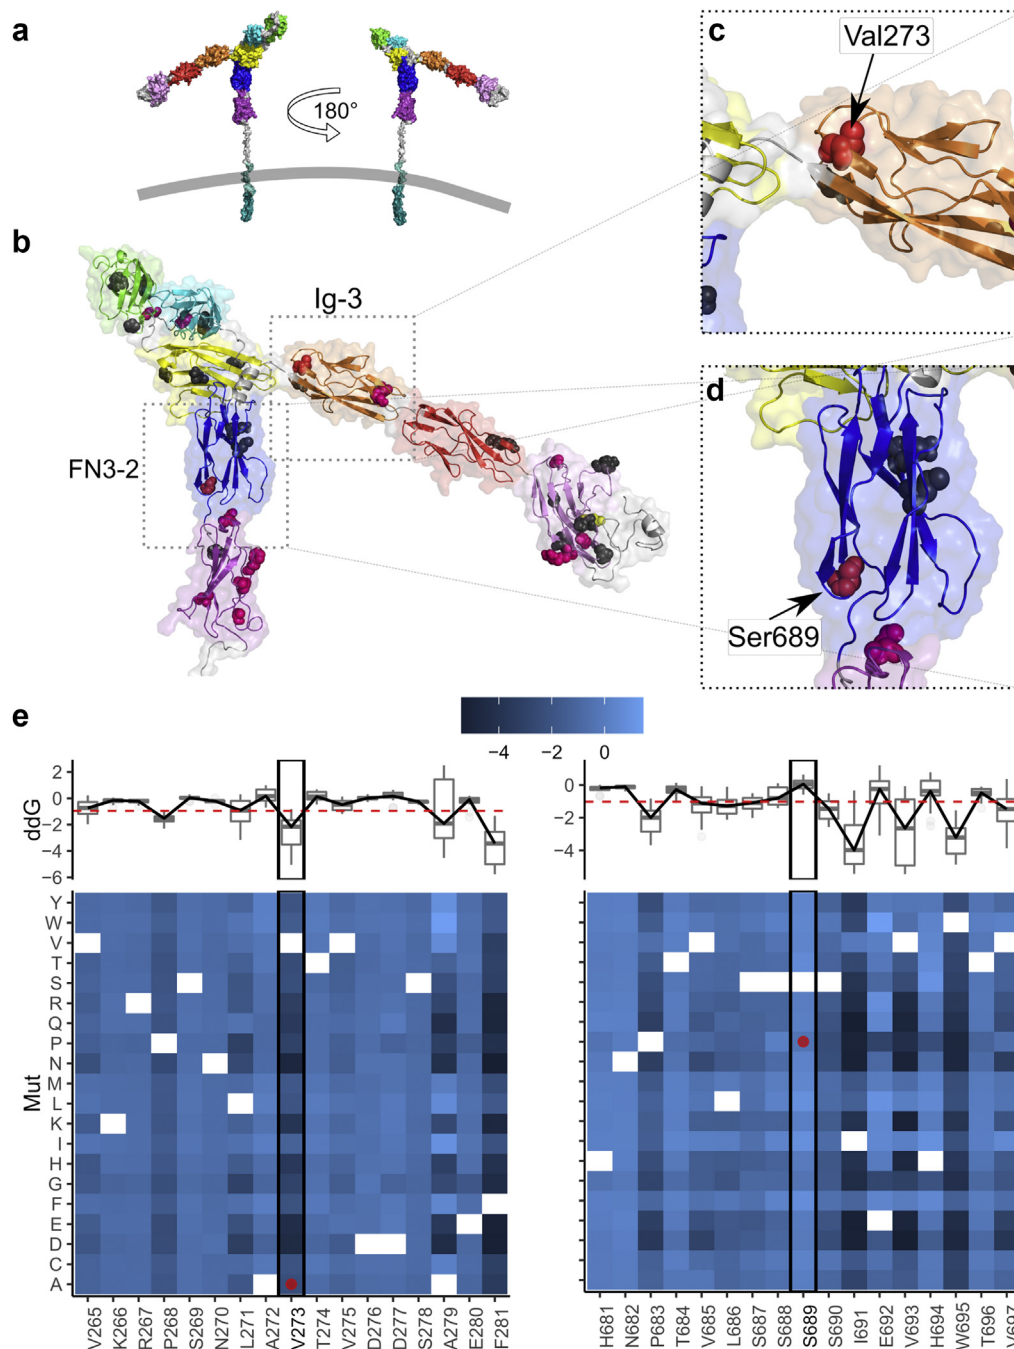 a
180°
b
Ig-3
FN3-2
c
Val273
d
Ser689
e
−4 −2 0
ddG
2
0
−2
−4
−6
0
−2
−4
Mut
Y
W
V
T
S
R
Q
P
N
M
L
K
I
H
G
F
E
D
C
A
V265 K266 R267 P268 S269 N270 L271 A272 V273 T274 V275 D276 D277 S278 A279 E280 F281
H681 N682 P683 T684 V685 L686 S687 S688 S689 S690 I691 E692 V693 H694 W695 T696 V697